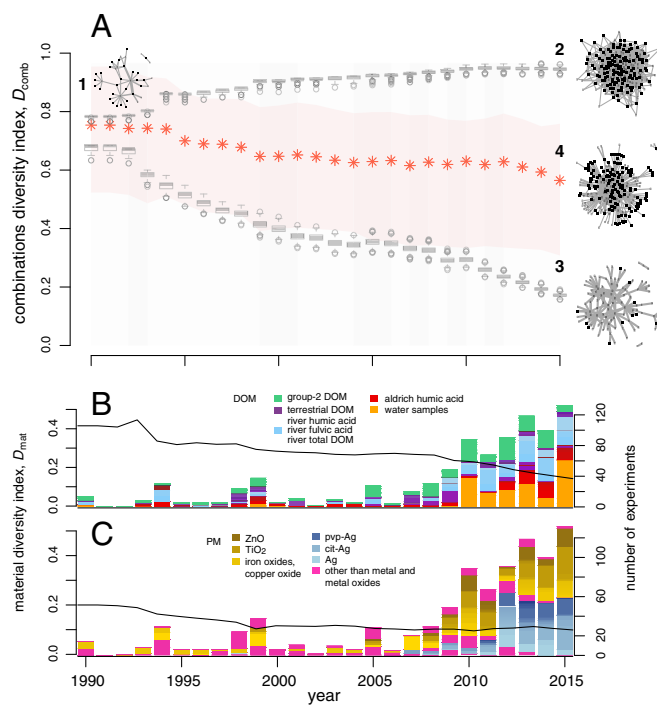 A
combinations diversity index, Dcomb
1.0
0.8
0.6
0.4
0.2
0.0
1
2
4
3
B
DOM
group-2 DOM
terrestrial DOM
river humic acid
river fulvic acid
river total DOM
aldrich humic acid
water samples
material diversity index, Dmat
0.4
0.2
0.0
120
80
40
0
number of experiments
C
PM
ZnO
TiO2
iron oxides,
copper oxide
pvp-Ag
cit-Ag
Ag
other than metal and
metal oxides
0.4
0.2
0.0
120
100
80
60
40
20
0
1990
1995
2000
2005
2010
2015
year